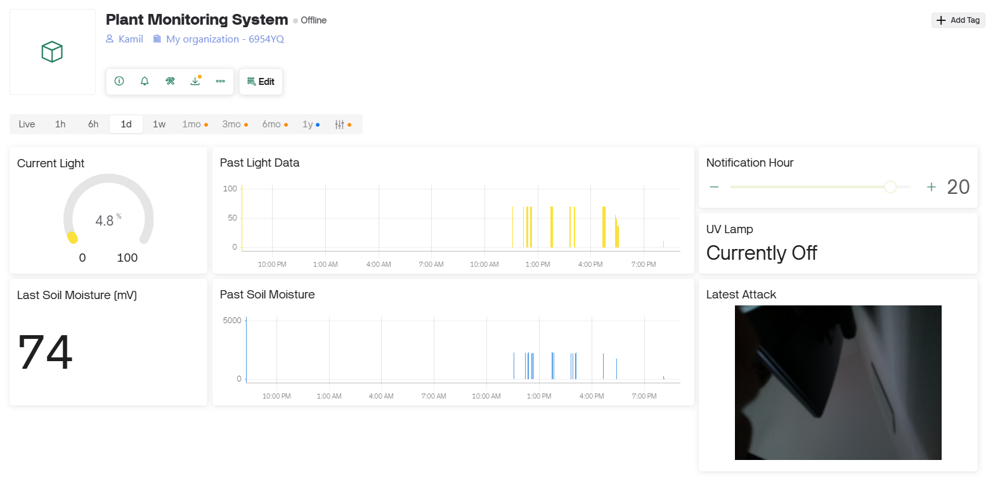 Plant Monitoring System Offline
Add Tag
Kamil My organization - 6954YQ
Edit
Live 1h 6h 1d 1w 1mo 3mo 6mo 1y
Current Light
4.8 %
0 100
Past Light Data
100
50
0
10:00 PM 1:00 AM 4:00 AM 7:00 AM 10:00 AM 1:00 PM 4:00 PM 7:00 PM
Notification Hour
20
UV Lamp
Currently Off
Last Soil Moisture (mV)
74
Past Soil Moisture
5000
0
10:00 PM 1:00 AM 4:00 AM 7:00 AM 10:00 AM 1:00 PM 4:00 PM 7:00 PM
Latest Attack